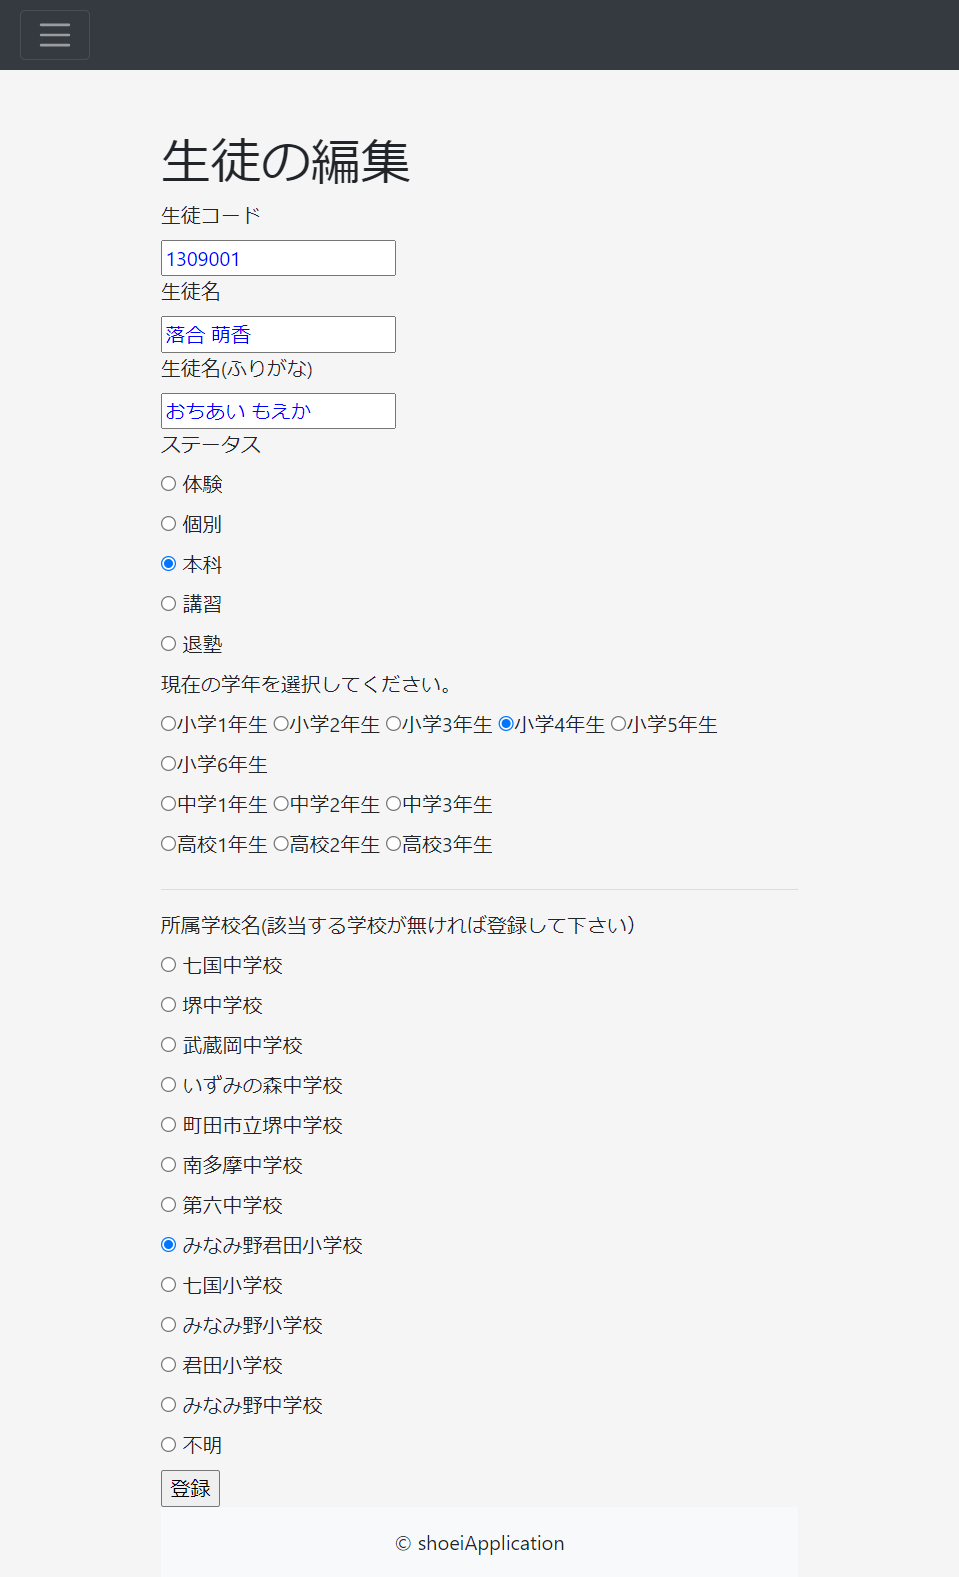 生徒の編集
生徒コード
1309001
生徒名
落合 萌香
生徒名(ふりがな)
おちあい もえか
ステータス
体験
個別
本科
講習
退塾
現在の学年を選択してください。
小学1年生 小学2年生 小学3年生 小学4年生 小学5年生
小学6年生
中学1年生 中学2年生 中学3年生
高校1年生 高校2年生 高校3年生
所属学校名(該当する学校が無ければ登録して下さい）
七国中学校
堺中学校
武蔵岡中学校
いずみの森中学校
町田市立堺中学校
南多摩中学校
第六中学校
みなみ野君田小学校
七国小学校
みなみ野小学校
君田小学校
みなみ野中学校
不明
登録
© shoeiApplication